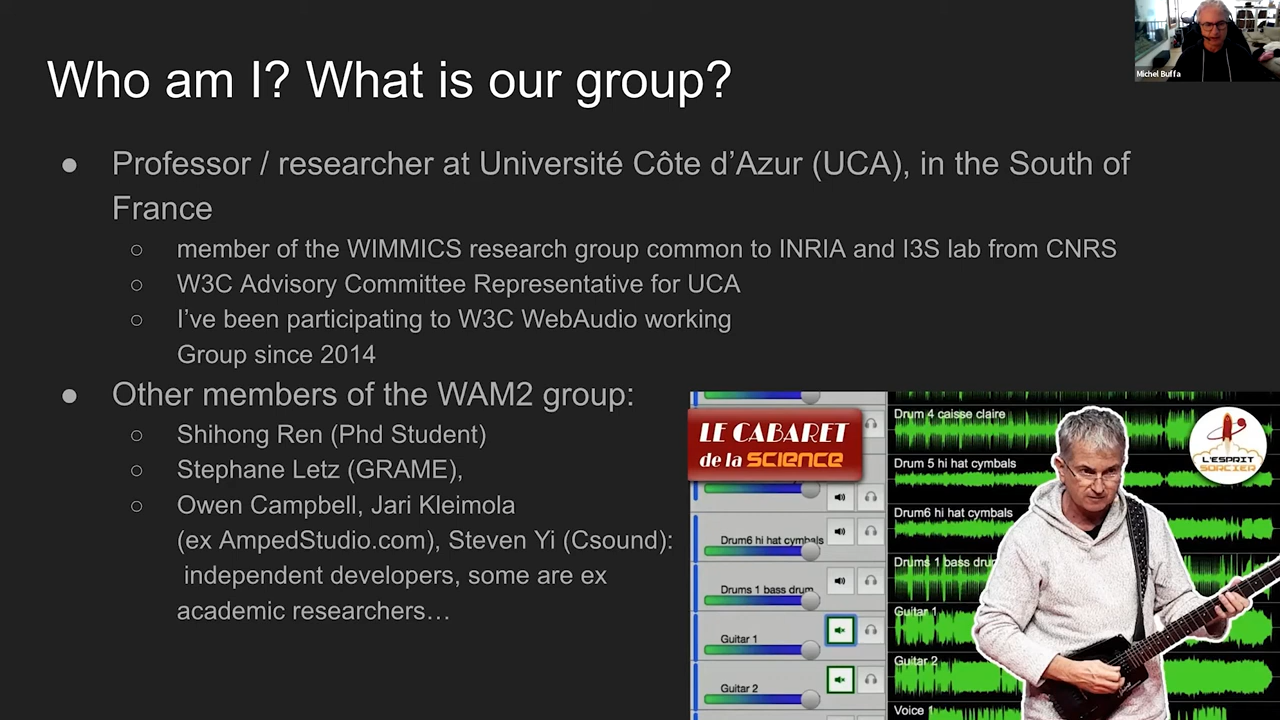 Michel Buffa
Who am I? What is our group?
● Professor / researcher at Université Côte d’Azur (UCA), in the South of
France
○ member of the WIMMICS research group common to INRIA and I3S lab from CNRS
○ W3C Advisory Committee Representative for UCA
○ I’ve been participating to W3C WebAudio working
Group since 2014
● Other members of the WAM2 group:
○ Shihong Ren (Phd Student)
○ Stephane Letz (GRAME),
○ Owen Campbell, Jari Kleimola
(ex AmpedStudio.com), Steven Yi (Csound):
independent developers, some are ex
academic researchers…
LE CABARET
de la SCIENCE
Drum6 hi hat cymbals
Drums 1 bass drum
Guitar 1
Guitar 2
Drum 4 caisse claire
Drum 5 hi hat cymbals
Drum6 hi hat cymbals
Drums 1 bass drum
Guitar 1
Guitar 2
Voice 1
L'ESPRIT
SORCIER